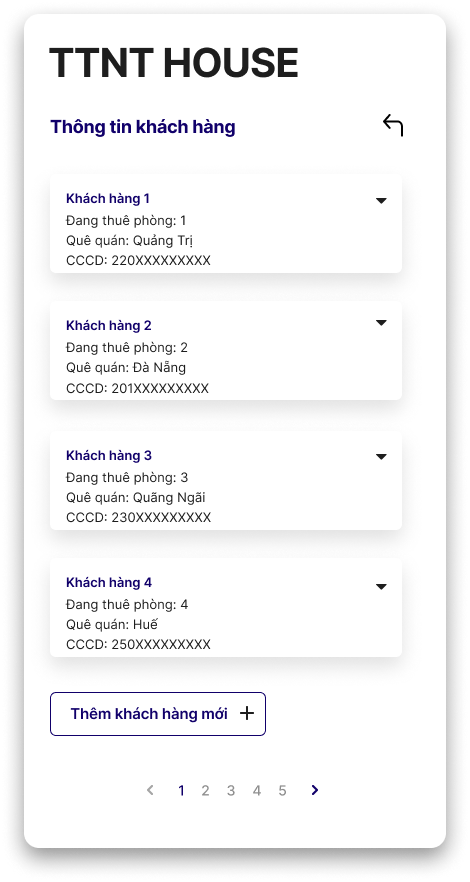 TTNT HOUSE
Thông tin khách hàng
Khách hàng 1
Đang thuê phòng: 1
Quê quán: Quảng Trị
CCCD: 220XXXXXXXXX
Khách hàng 2
Đang thuê phòng: 2
Quê quán: Đà Nẵng
CCCD: 201XXXXXXXXX
Khách hàng 3
Đang thuê phòng: 3
Quê quán: Quãng Ngãi
CCCD: 230XXXXXXXXX
Khách hàng 4
Đang thuê phòng: 4
Quê quán: Huế
CCCD: 250XXXXXXXXX
Thêm khách hàng mới +
< 1 2 3 4 5 >